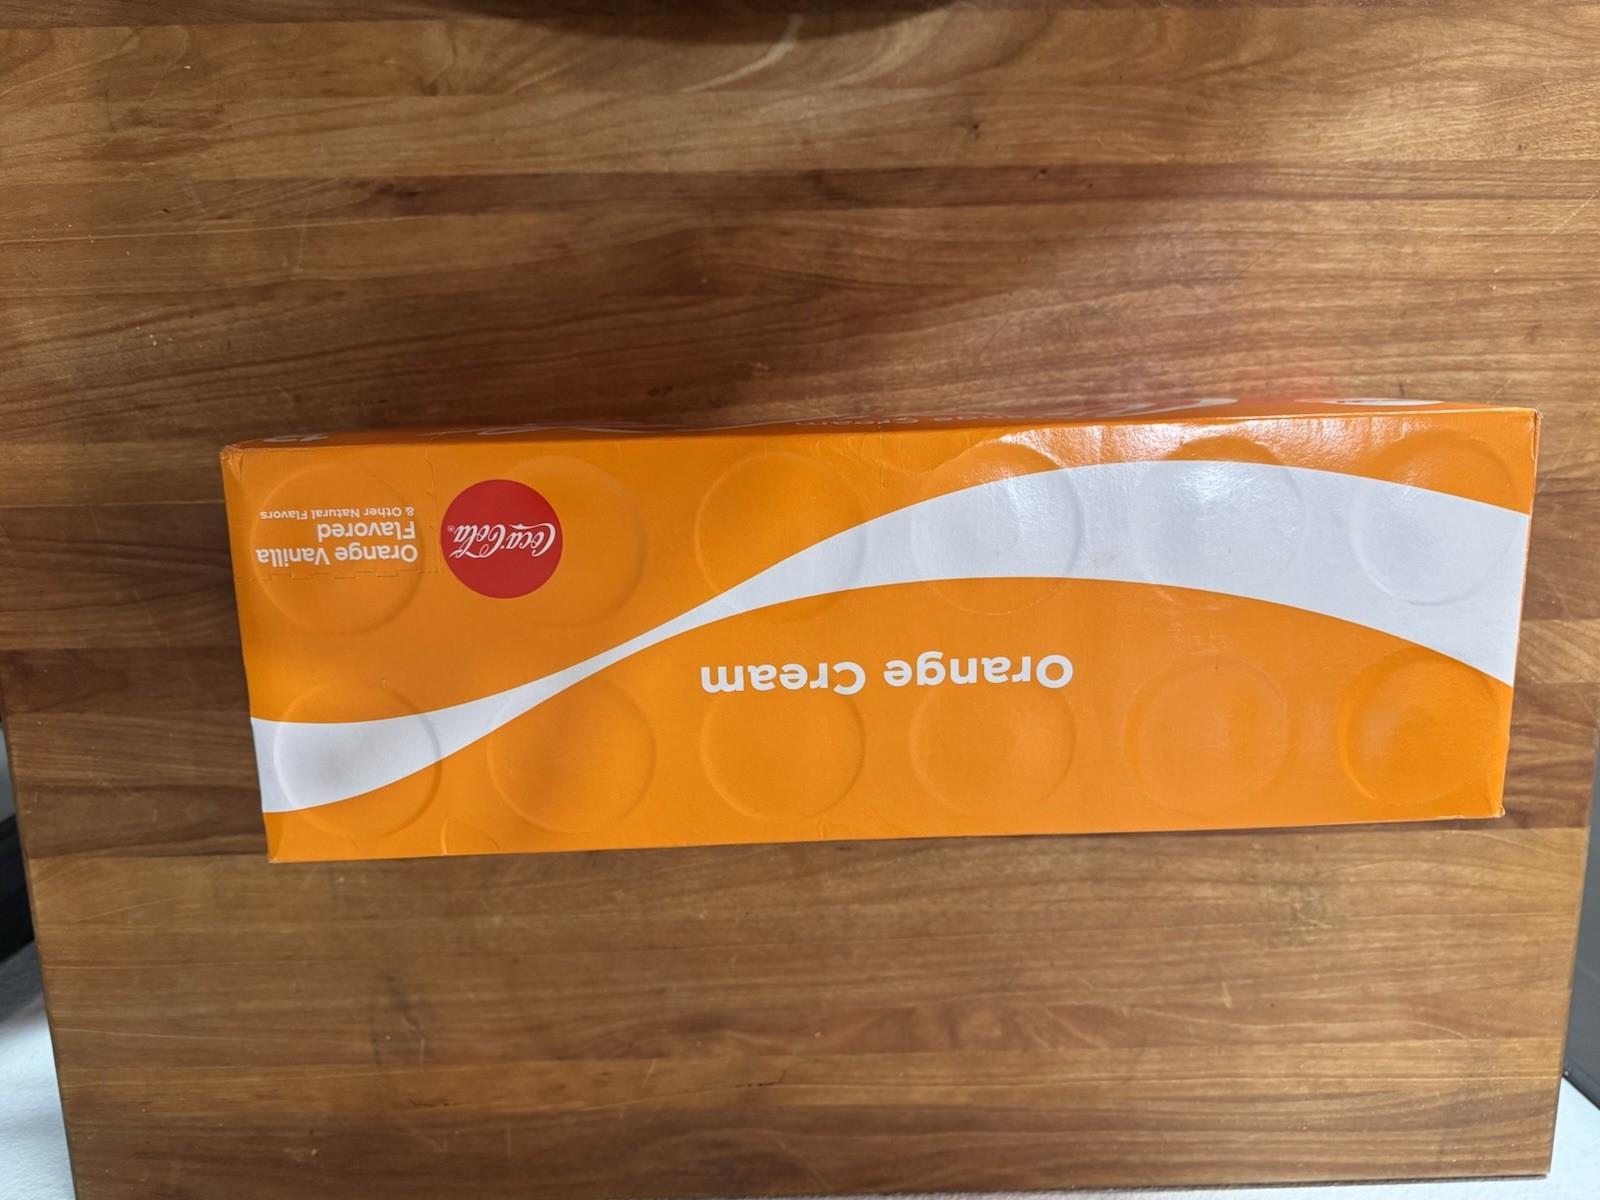 Orange Cream
Coca-Cola®
Orange Vanilla
Flavored
& Other Natural Flavors